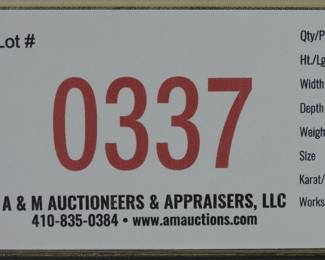 Lot #
0337
A & M AUCTIONEERS & APPRAISERS, LLC
410-835-0384 • www.amauctions.com
Qty/P
Ht./Lg
Width
Depth
Weigh
Size
Karat/
Works